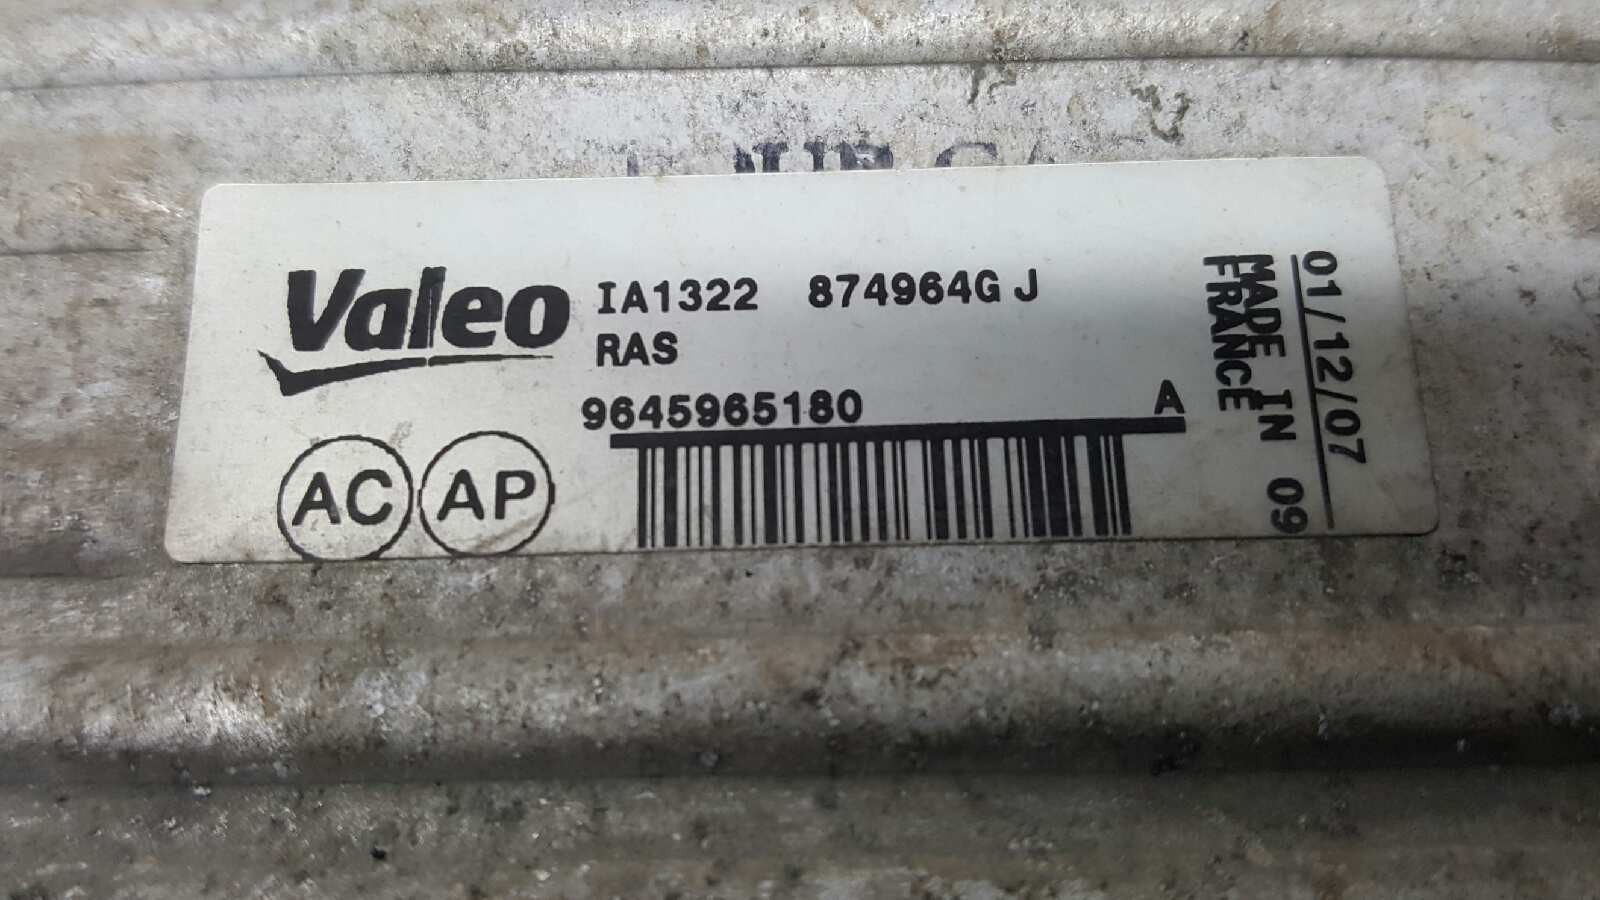 Valeo IA1322 874964G J
RAS
9645965180 A
AC AP
01/12/07
MADE IN 09
FRANCE